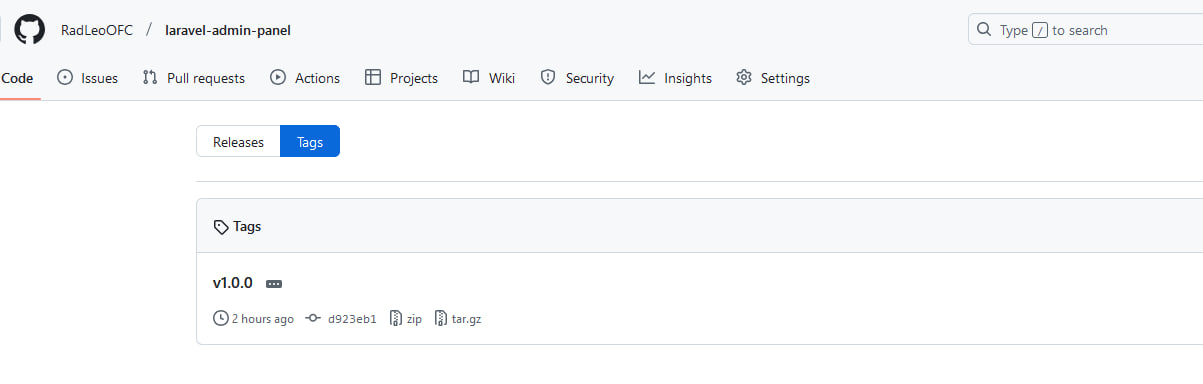 RadLeoOFC / laravel-admin-panel Type / to search
Code Issues Pull requests Actions Projects Wiki Security Insights Settings
Releases Tags
Tags
v1.0.0
2 hours ago d923eb1 zip tar.gz